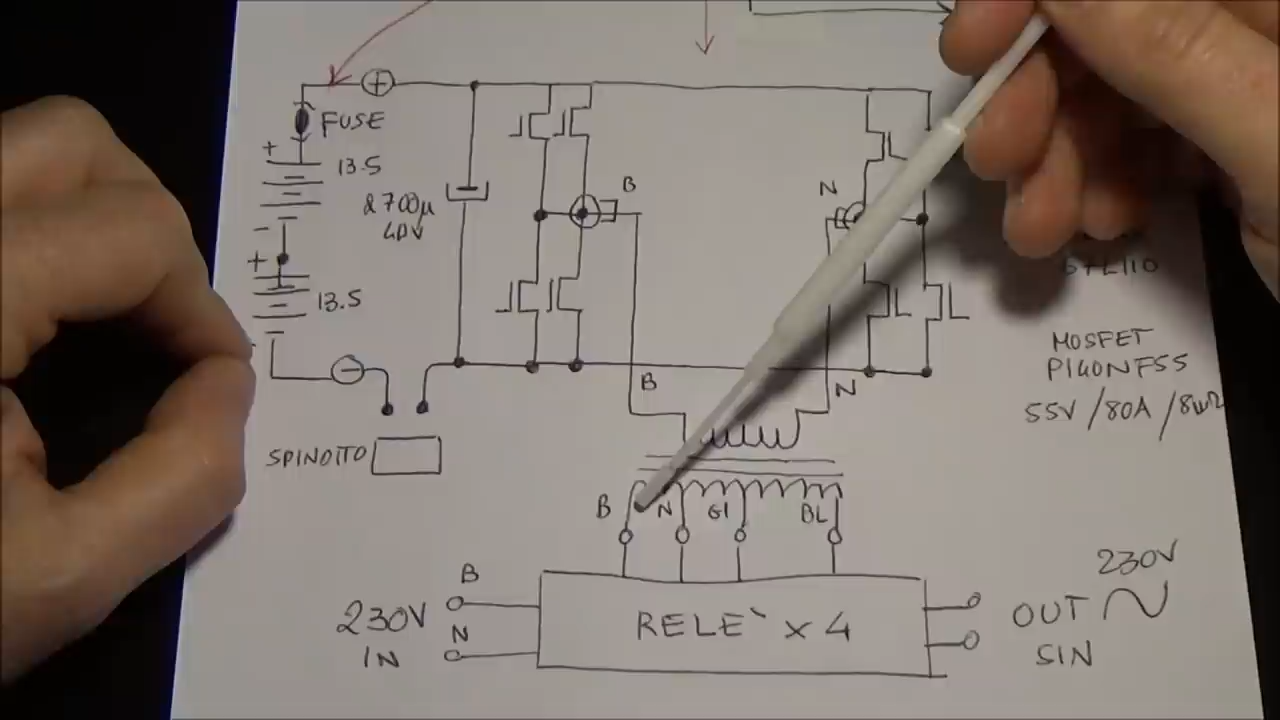 +
FUSE
+
13.5
2700μ
40V
B
N
-
+
13.5
-
B
N
MOSFET
P140NF55
55V/80A/8mΩ
SPINOTTO
B N GI BL
230V
IN
B
N
RELE` x 4
230V
OUT
SIN